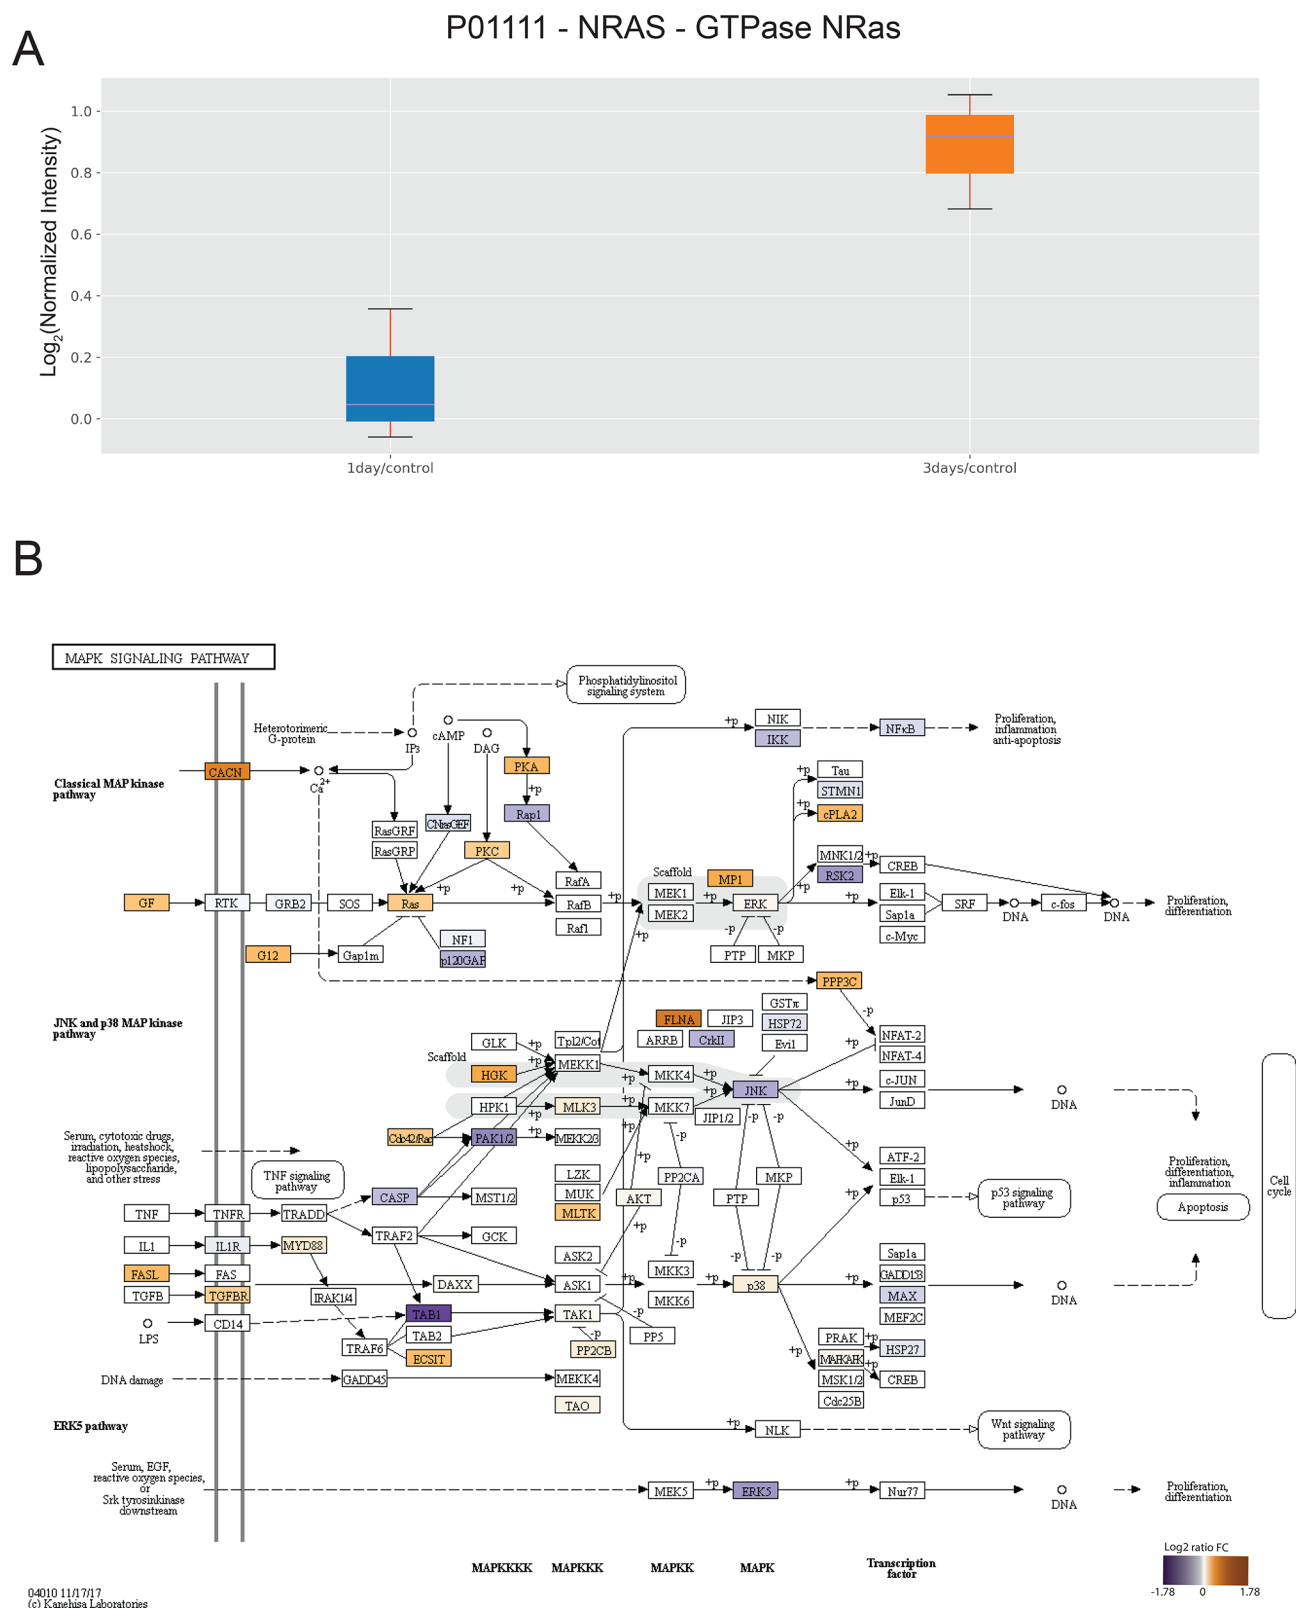 P01111 - NRAS - GTPase NRas
A
Log2(Normalized Intensity)
1.0
0.8
0.6
0.4
0.2
0.0
1day/control
3days/control
B
MAPK SIGNALING PATHWAY
Phosphatidylinositol
signaling system
Heterotorimeric
G-protein
IP3
cAMP
DAG
+p
NIK
IKK
NFκB
Proliferation,
inflammation
anti-apoptosis
Classical MAP kinase
pathway
CACN
Ca2+
PKA
+p
Rap1
CNrasGEF
RasGRF
RasGRP
PKC
+p
+p
RafA
RafB
Raf1
+p
Tau
STMN1
cPLA2
+p
+p
Scaffold
MP1
MEK1
MEK2
+p
ERK
+p
+p
MNK1/2
RSK2
+p
CREB
GF
RTK
GRB2
SOS
Ras
Elk-1
Sap1a
c-Myc
SRF
DNA
c-fos
DNA
Proliferation,
differentiation
G12
Gap1m
NF1
p120GAP
+p
-p
-p
PTP
MKP
PPP3C
-p
JNK and p38 MAP kinase
pathway
FLNA
JIP3
ARRB
CrkII
GSTπ
HSP72
Evi1
NFAT-2
NFAT-4
Scaffold
GLK
+p
Tpl2/Cot
MEKK1
HGK
+p
+p
MKK4
+p
JNK
+p
c-JUN
JunD
+p
DNA
HPK1
+p
MLK3
+p
MKK7
+p
JIP1/2
Cdc42/Rac
PAK1/2
+p
MEKK2/3
-p
-p
-p
+p
Serum, cytotoxic drugs,
irradiation, heatshock,
reactive oxygen species,
lipopolysaccharide,
and other stress
TNF signaling
pathway
CASP
MST1/2
LZK
MUK
MLTK
+p
+p
AKT
+p
PP2CA
PTP
MKP
ATF-2
Elk-1
p53
p53 signaling
pathway
Proliferation,
differentiation,
inflammation
Apoptosis
Cell
cycle
TNF
TNFR
TRADD
TRAF2
GCK
IL1
IL1R
MYD88
ASK2
-p
-p
-p
FASL
FAS
DAXX
ASK1
+p
MKK3
MKK6
+p
p38
+p
Sap1a
GADD153
MAX
MEF2C
DNA
TGFB
TGFBR
IRAK1/4
LPS
CD14
TAB1
TAB2
TAK1
-p
PP5
TRAF6
ECSIT
-p
PP2CB
+p
PRAK
MAPKAPK
MSK1/2
Cdc25B
+p
+p
HSP27
CREB
DNA damage
GADD45
MEKK4
TAO
ERK5 pathway
+p
NLK
Wnt signaling
pathway
Serum, EGF,
reactive oxygen species,
or
Srk tyrosinkinase
downstream
MEK5
+p
ERK5
+p
Nur77
DNA
Proliferation,
differentiation
MAPKKKK
MAPKKK
MAPKK
MAPK
Transcription
factor
Log2 ratio FC
-1.78
0
1.78
04010 11/17/17
(c) Kanehisa Laboratories